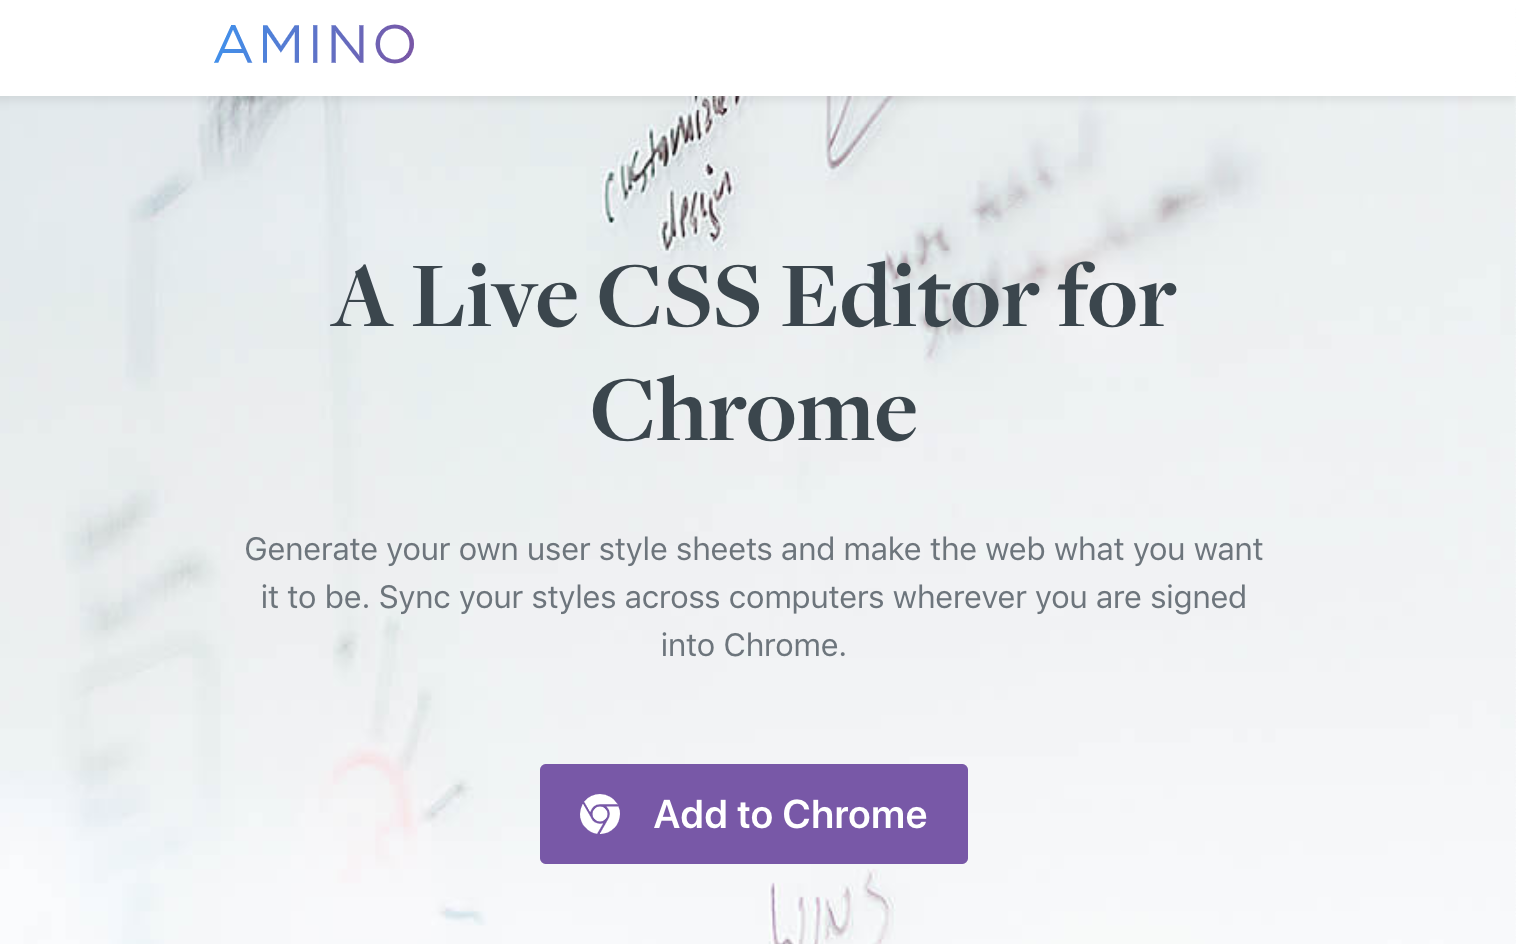 AMINO
customizer
design
A Live CSS Editor for
Chrome
Generate your own user style sheets and make the web what you want
it to be. Sync your styles across computers wherever you are signed
into Chrome.
Add to Chrome
WINS